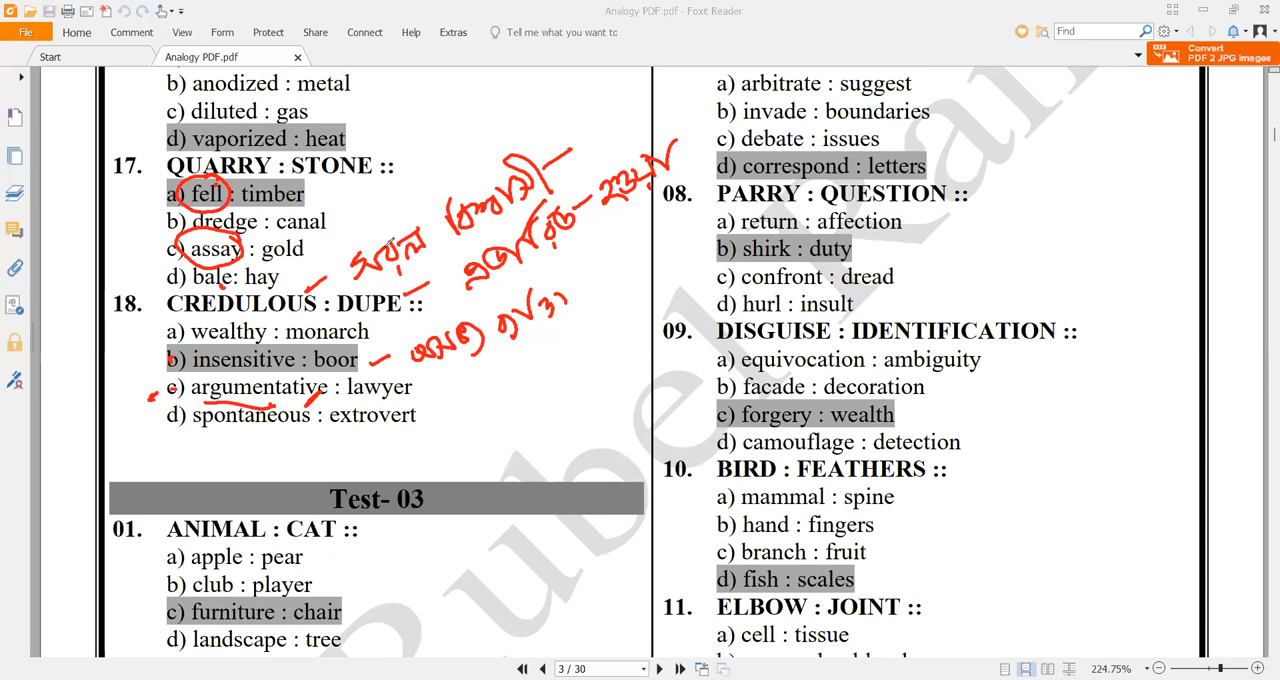 Analogy PDF.pdf - Foxit Reader
File Home Comment View Form Protect Share Connect Help Extras Tell me what you want to Find
Start Analogy PDF.pdf
Convert
PDF 2 JPG Images
b) anodized : metal
c) diluted : gas
d) vaporized : heat
17. QUARRY : STONE ::
a) fell : timber
b) dredge : canal
c) assay : gold
d) bale: hay
18. CREDULOUS : DUPE ::
a) wealthy : monarch
b) insensitive : boor
c) argumentative : lawyer
d) spontaneous : extrovert
Test- 03
01. ANIMAL : CAT ::
a) apple : pear
b) club : player
c) furniture : chair
d) landscape : tree
a) arbitrate : suggest
b) invade : boundaries
c) debate : issues
d) correspond : letters
08. PARRY : QUESTION ::
a) return : affection
b) shirk : duty
c) confront : dread
d) hurl : insult
09. DISGUISE : IDENTIFICATION ::
a) equivocation : ambiguity
b) facade : decoration
c) forgery : wealth
d) camouflage : detection
10. BIRD : FEATHERS ::
a) mammal : spine
b) hand : fingers
c) branch : fruit
d) fish : scales
11. ELBOW : JOINT ::
a) cell : tissue
Rubel Kan
3 / 30
224.75%